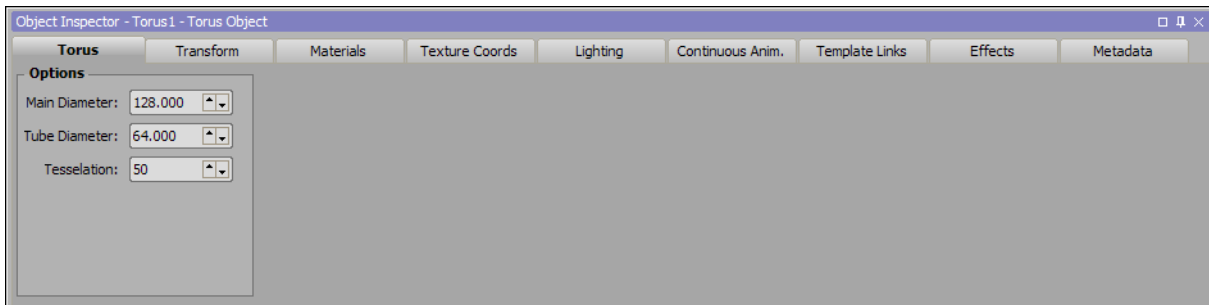 Object Inspector - Torus1 - Torus Object
Torus Transform Materials Texture Coords Lighting Continuous Anim. Template Links Effects Metadata
Options
Main Diameter: 128.000
Tube Diameter: 64.000
Tesselation: 50